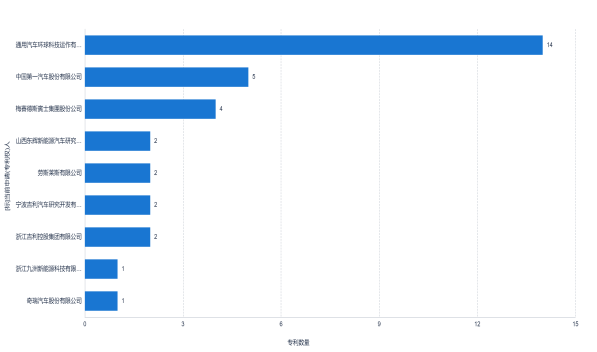 通用汽车环球科技运作有...
14
中国第一汽车股份有限公司
5
梅赛德斯奔士集团股份公司
4
山西东辉新能源汽车研究...
2
劳斯莱斯有限公司
2
宁波吉利汽车研究开发有...
2
浙江吉利控股集团有限公司
2
浙江九洲新能源科技有限...
1
奇瑞汽车股份有限公司
1
[标]当前申请(专利权)人
0
3
6
9
12
15
专利数量